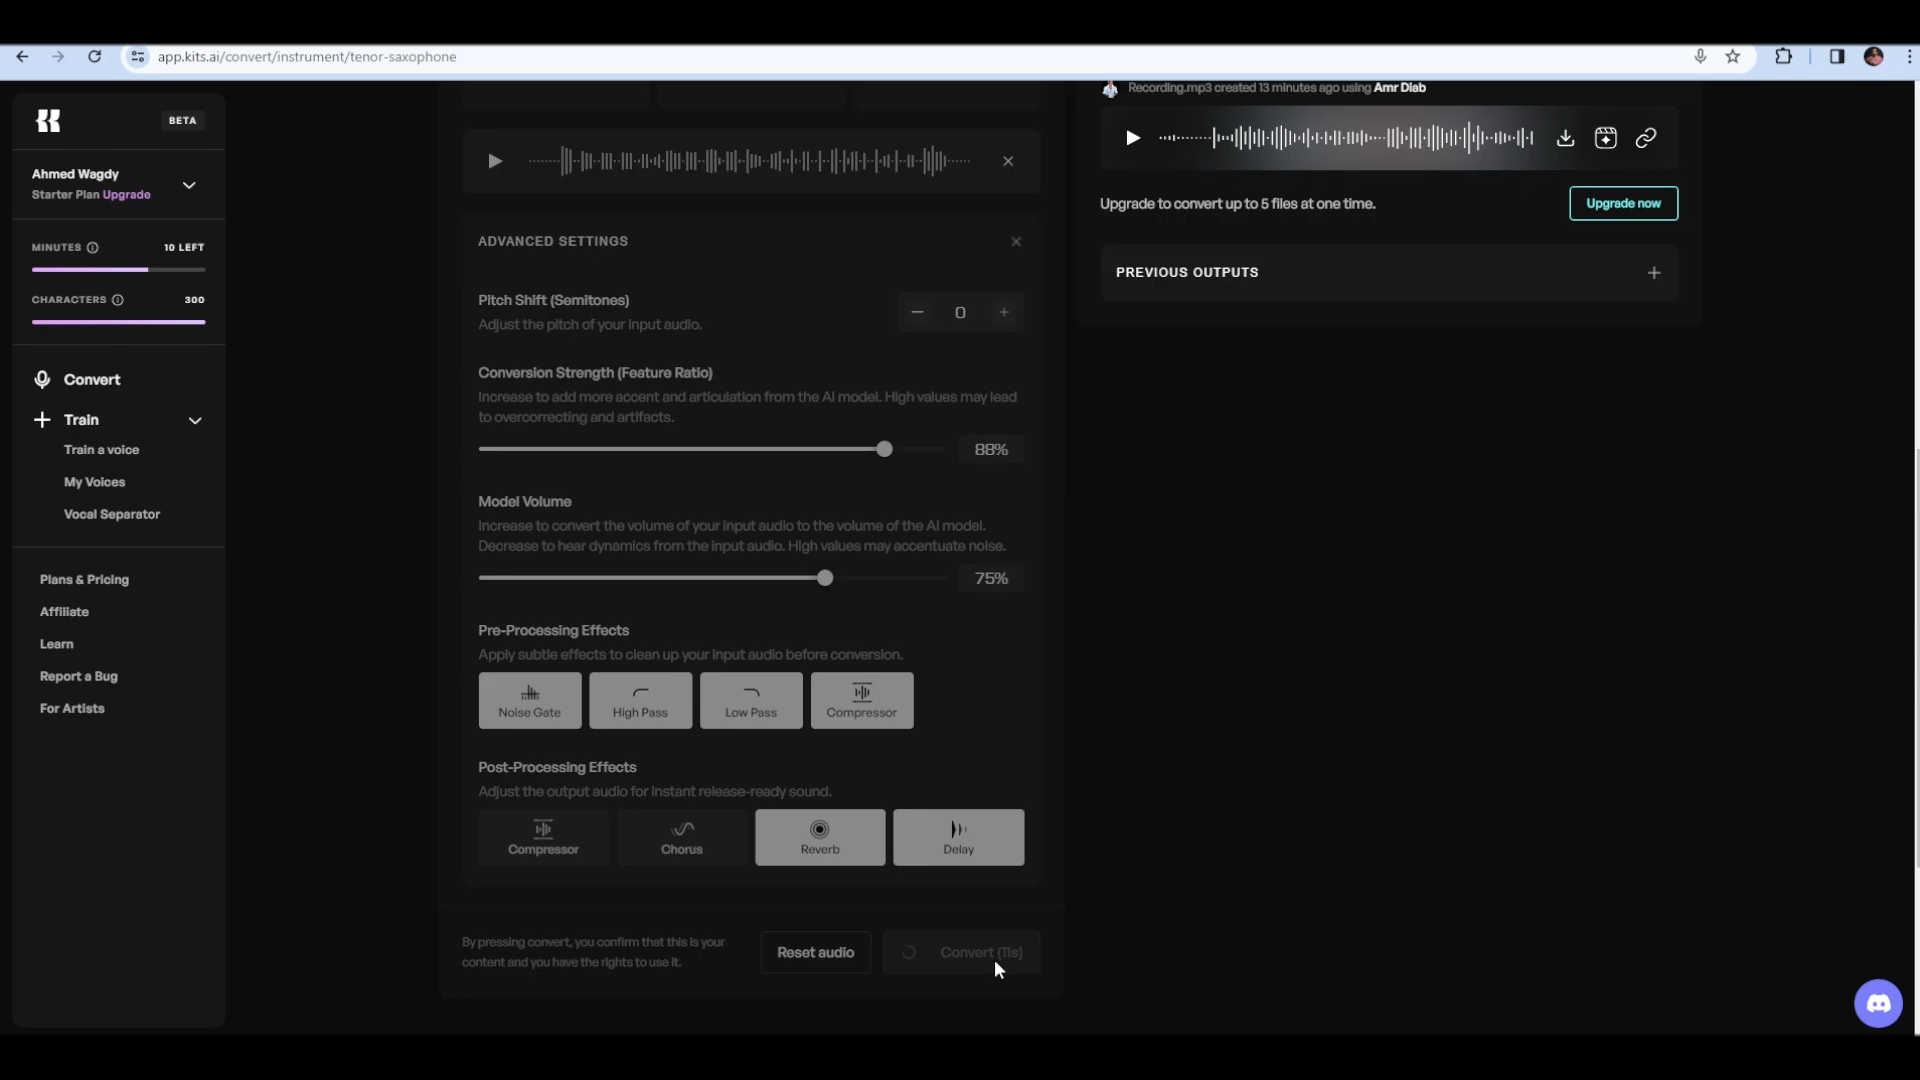 app.kits.ai/convert/instrument/tenor-saxophone
BETA
Ahmed Wagdy
Starter Plan Upgrade
MINUTES
10 LEFT
CHARACTERS
300
Convert
Train
Train a voice
My Voices
Vocal Separator
Plans & Pricing
Affiliate
Learn
Report a Bug
For Artists
ADVANCED SETTINGS
Pitch Shift (Semitones)
Adjust the pitch of your input audio.
0
Conversion Strength (Feature Ratio)
Increase to add more accent and articulation from the AI model. High values may lead
to overcorrecting and artifacts.
88%
Model Volume
Increase to convert the volume of your input audio to the volume of the AI model.
Decrease to hear dynamics from the input audio. High values may accentuate noise.
75%
Pre-Processing Effects
Apply subtle effects to clean up your input audio before conversion.
Noise Gate
High Pass
Low Pass
Compressor
Post-Processing Effects
Adjust the output audio for instant release-ready sound.
Compressor
Chorus
Reverb
Delay
By pressing convert, you confirm that this is your
content and you have the rights to use it.
Reset audio
Convert (11s)
Recording.mp3 created 13 minutes ago using Amr Diab
Upgrade to convert up to 5 files at one time.
Upgrade now
PREVIOUS OUTPUTS